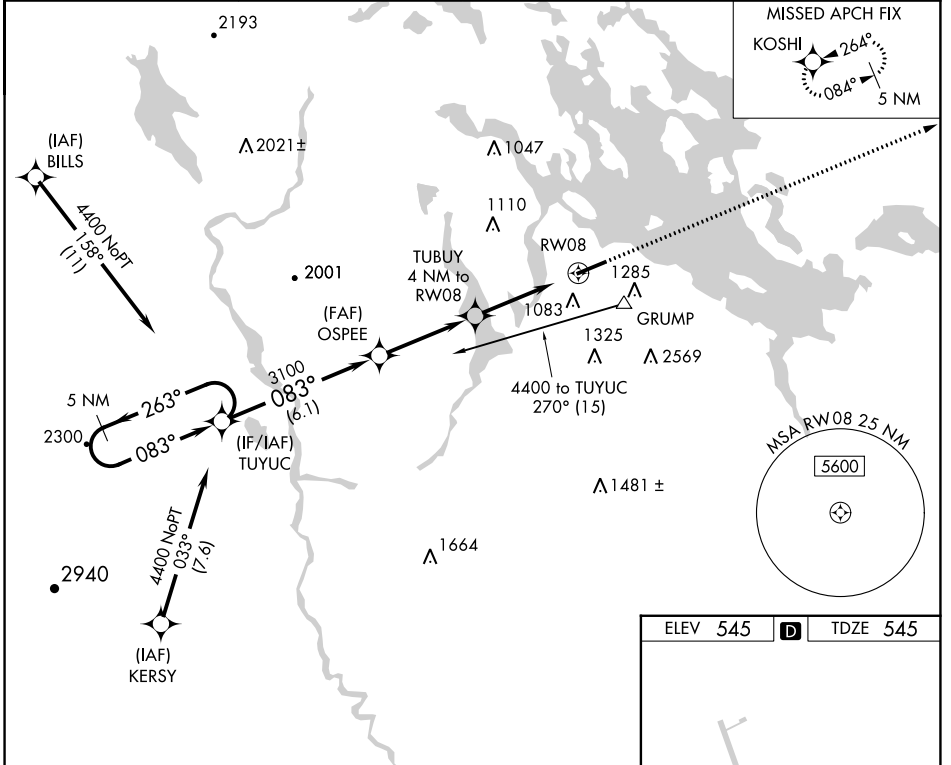 2193
MISSED APCH FIX
KOSHI
264°
084°
5 NM
(IAF)
BILLS
2021±
1047
4400 NoPT
158°
(11)
1110
TUBUY
4 NM to
RW08
RW08
2001
1285
1083
GRUMP
(FAF)
OSPEE
1325
2569
3100
083°
(6.1)
4400 to TUYUC
270° (15)
5 NM
263°
2300
083°
(IF/IAF)
TUYUC
MSA RW08 25 NM
5600
1481 ±
4400 NoPT
033°
(7.6)
1664
2940
(IAF)
KERSY
ELEV 545 D TDZE 545